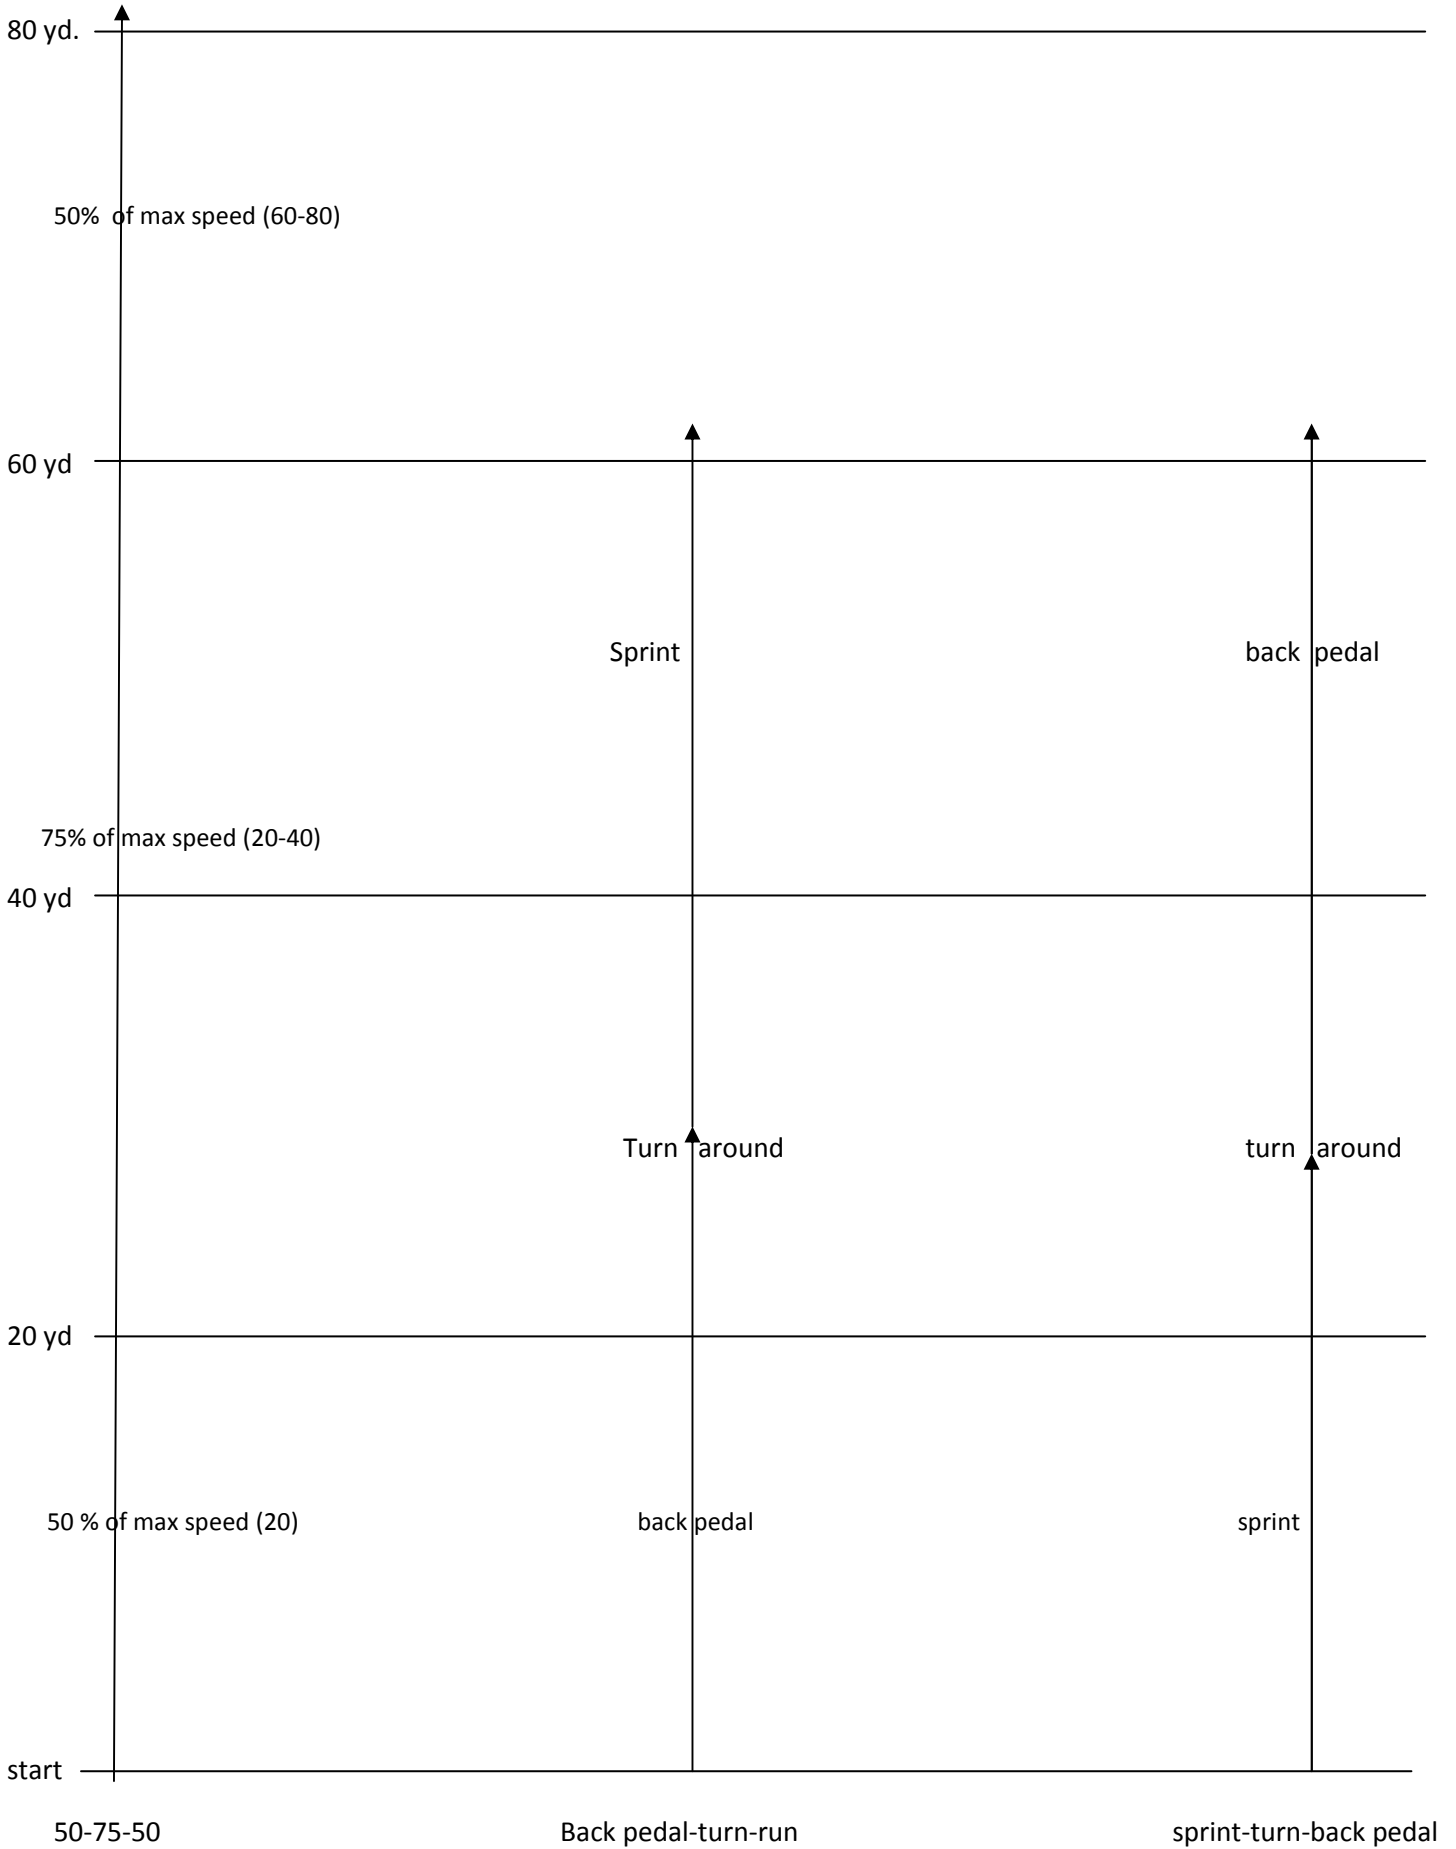 80 yd.
50%  of max speed (60-80)
60 yd
Sprint
back pedal
75% of max speed (20-40)
40 yd
Turn around
turn around
20 yd
50 % of max speed (20)
back pedal
sprint
start
50-75-50
Back pedal-turn-run
sprint-turn-back pedal